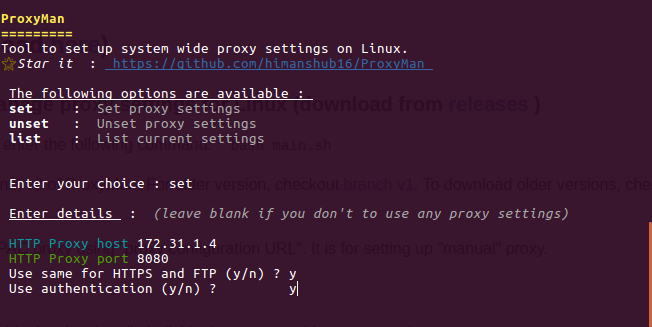 ProxyMan
=========
Tool to set up system wide proxy settings on Linux.
Star it : https://github.com/himanshub16/ProxyMan
The following options are available :
set : Set proxy settings
unset : Unset proxy settings
list : List current settings
Enter your choice : set
Enter details : (leave blank if you don't to use any proxy settings)
HTTP Proxy host 172.31.1.4
HTTP Proxy port 8080
Use same for HTTPS and FTP (y/n) ? y
Use authentication (y/n) ? y